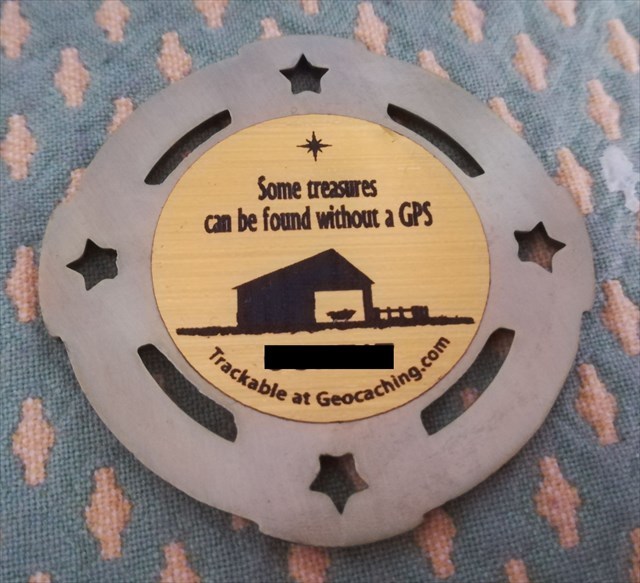 Some treasures
can be found without a GPS
Trackable at Geocaching.com